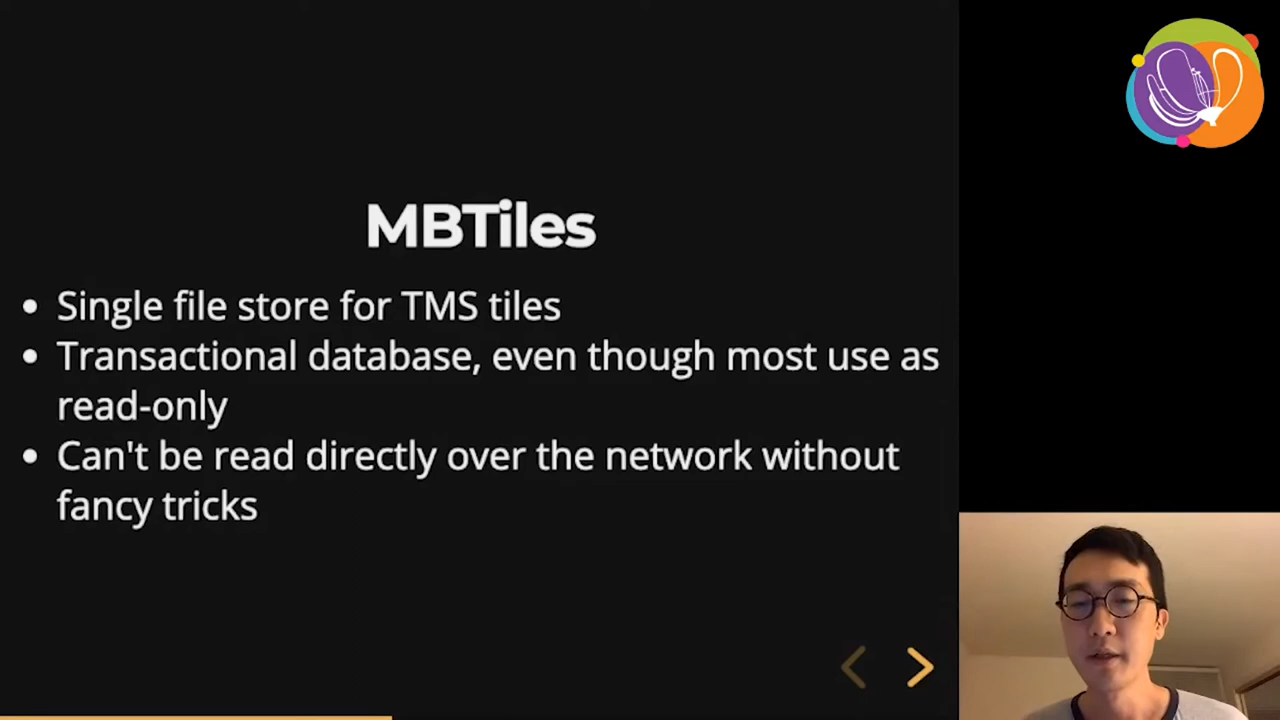 MBTiles
• Single file store for TMS tiles
• Transactional database, even though most use as
read-only
• Can't be read directly over the network without
fancy tricks